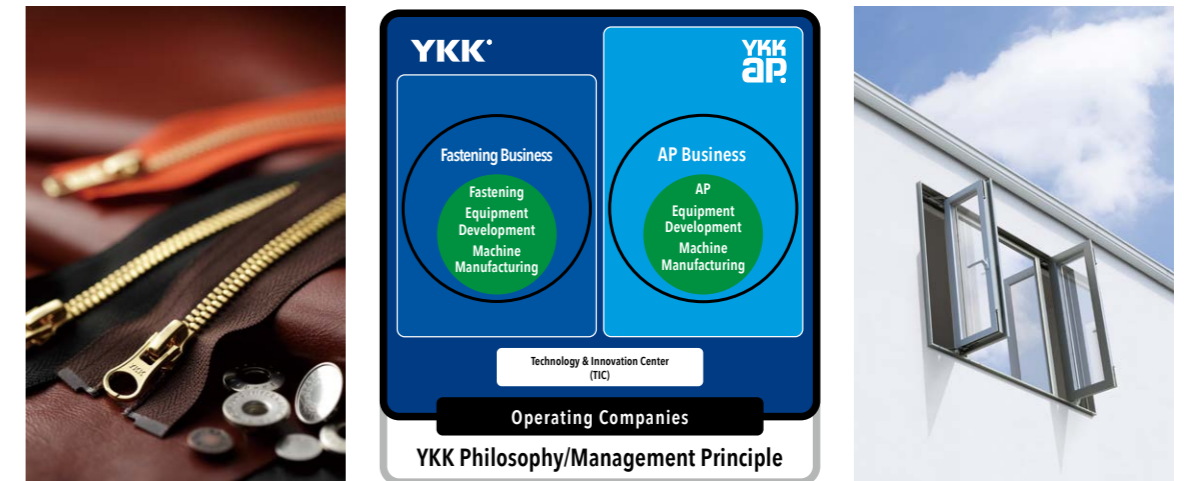 YKK
YKK
ap
Fastening Business
Fastening
Equipment
Development
Machine
Manufacturing
AP Business
AP
Equipment
Development
Machine
Manufacturing
Technology & Innovation Center
(TIC)
Operating Companies
YKK Philosophy/Management Principle
YKK